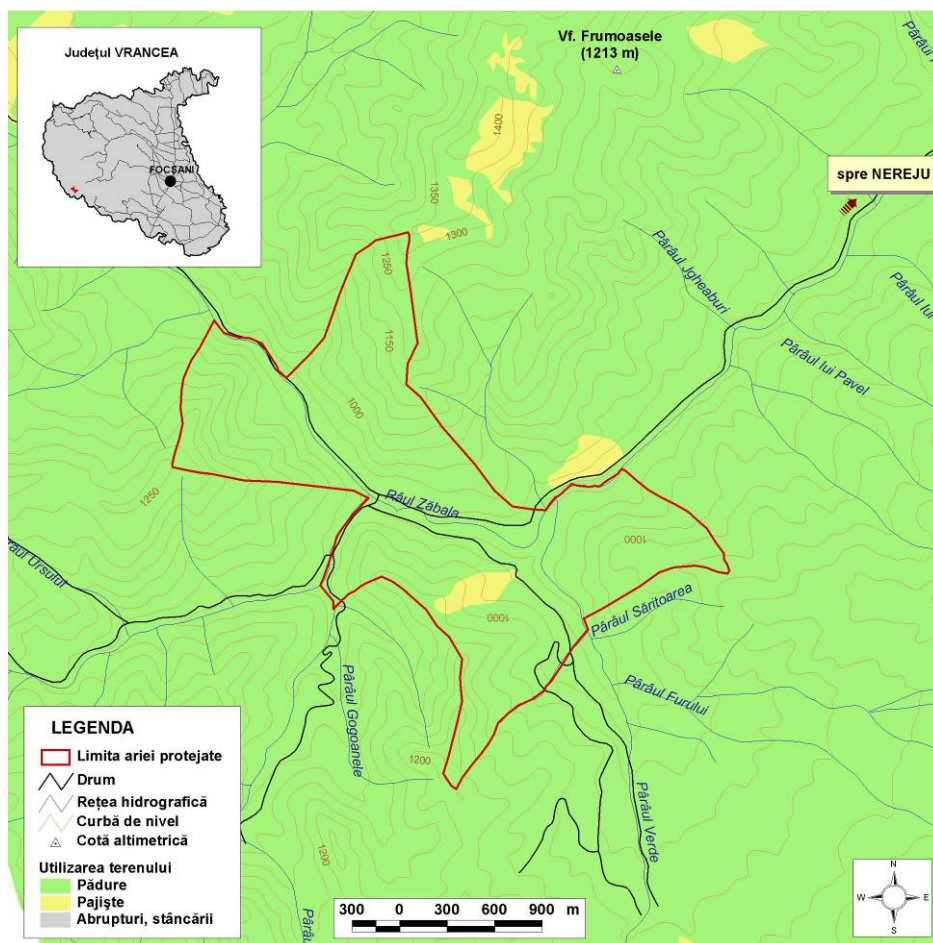 Județul VRANCEA
FOCȘANI
Vf. Frumoasele
(1213 m)
1400
spre NEREJU
1350
1300
1250
1150
1000
1250
Pârâul Jgheaburi
Pârâul lui Pavel
Pârâul lui
Râul Zăbala
1000
1000
Pârâul Săritoarea
Pârâul Furului
Pârâul Gogoanele
Pârâul Verde
1200
1200
LEGENDA
Limita ariei protejate
Drum
Rețea hidrografică
Curbă de nivel
Cotă altimetrică
Utilizarea terenului
Pădure
Pajişte
Abrupturi, stâncării
300 0 300 600 900 m
N
W E
S